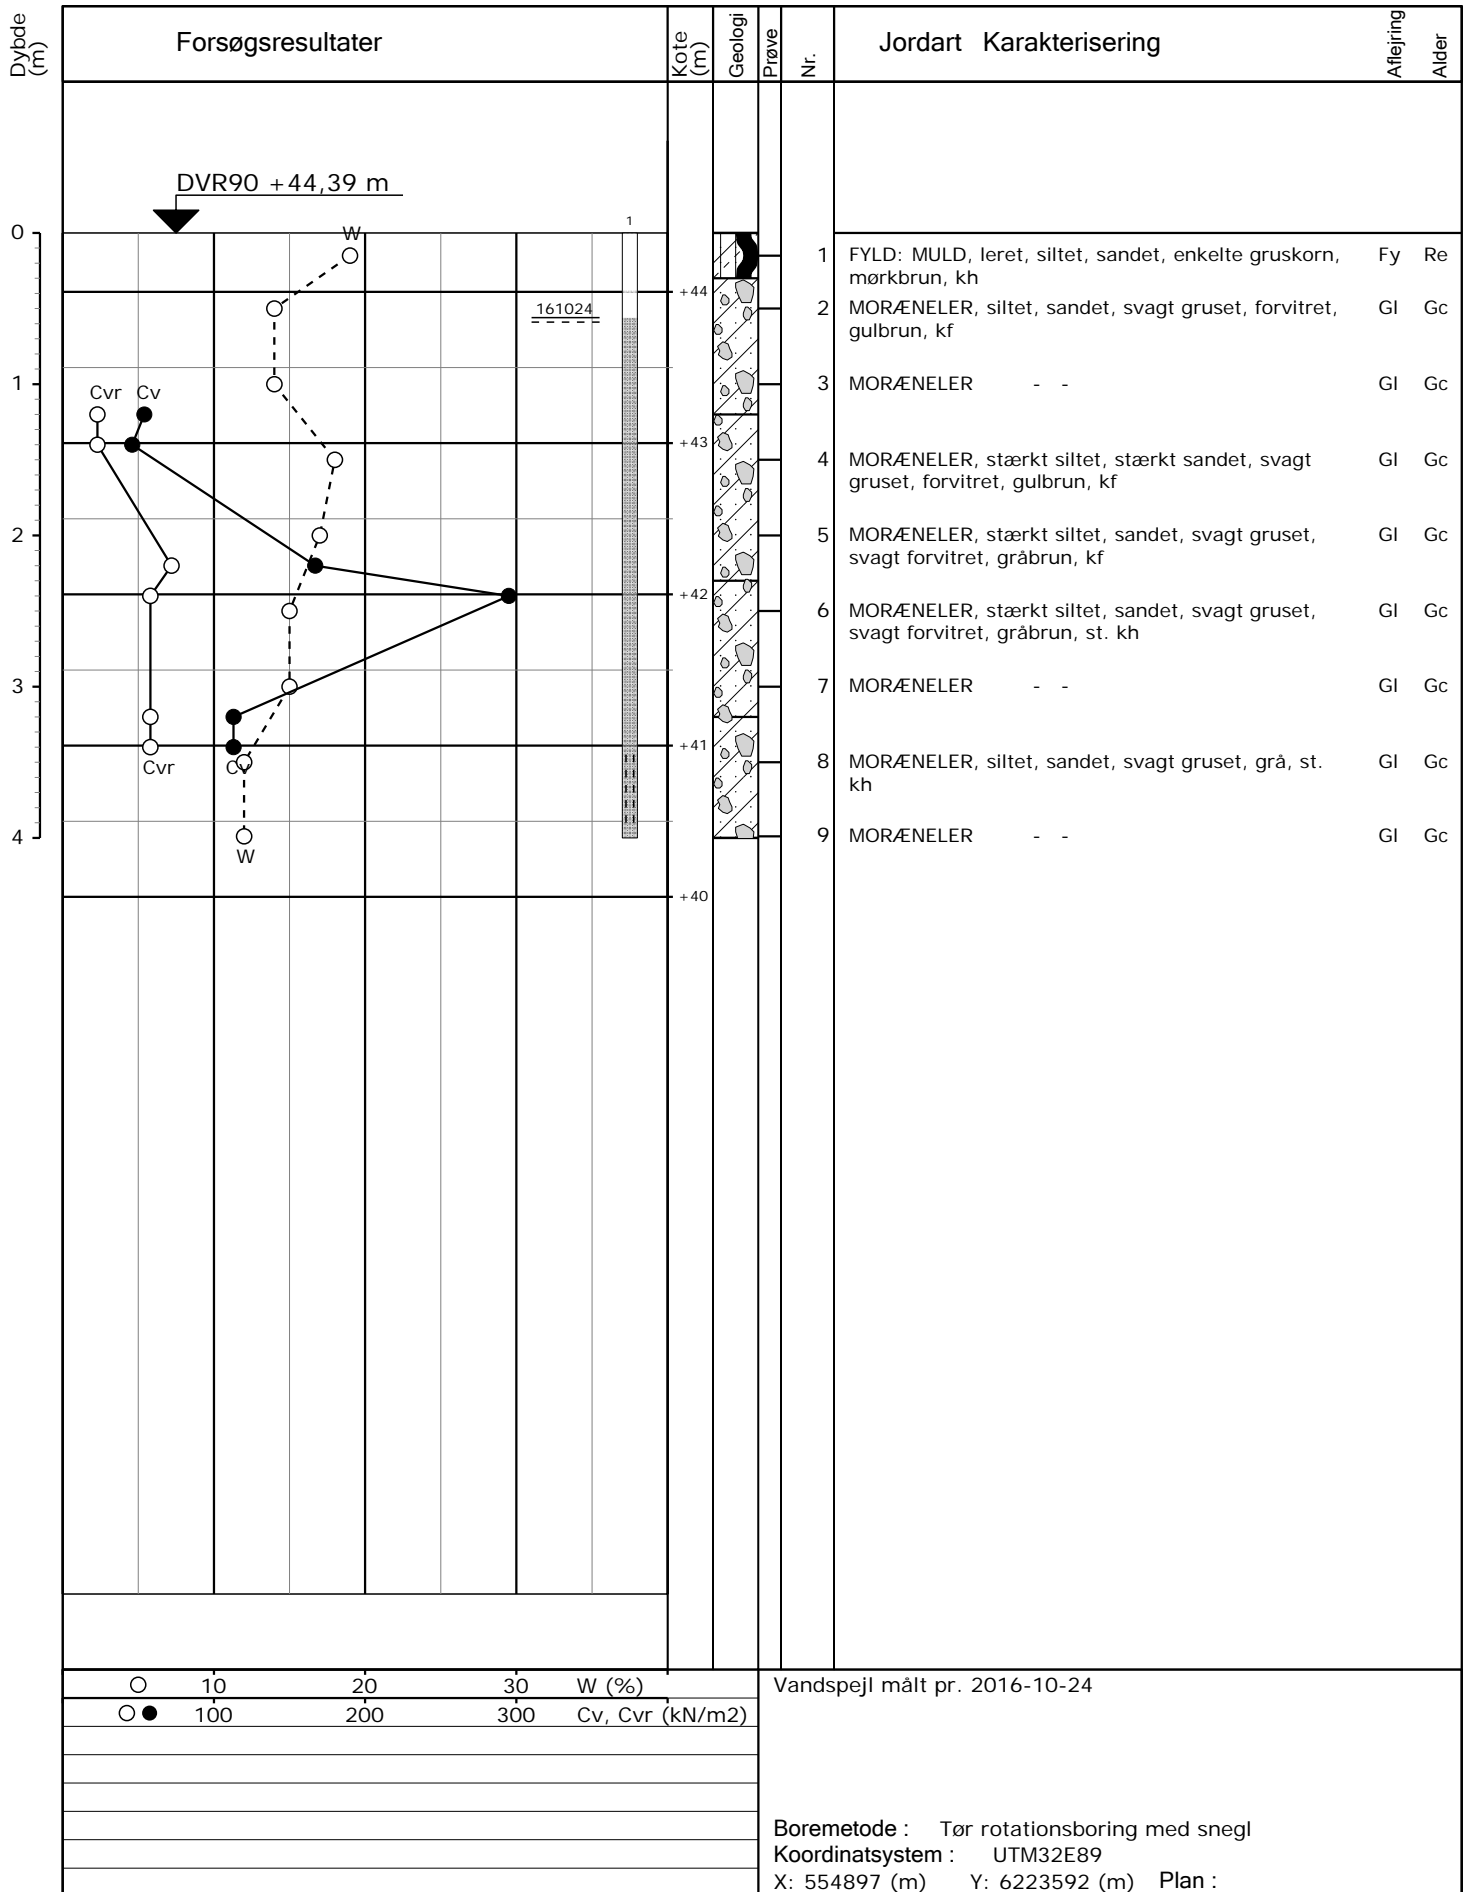 Dybde (m)
Forsøgsresultater
Kote (m)
Geologi
Prøve
Nr.
Jordart Karakterisering
Aflejring
Alder
DVR90 +44,39 m
0
W
1
1 FYLD: MULD, leret, siltet, sandet, enkelte gruskorn, Fy Re
mørkbrun, kh
+44
161024
2 MORÆNELER, siltet, sandet, svagt gruset, forvitret, Gl Gc
gulbrun, kf
1
3 MORÆNELER - - Gl Gc
Cvr Cv
+43
4 MORÆNELER, stærkt siltet, stærkt sandet, svagt Gl Gc
gruset, forvitret, gulbrun, kf
2
5 MORÆNELER, stærkt siltet, sandet, svagt gruset, Gl Gc
svagt forvitret, gråbrun, kf
+42
6 MORÆNELER, stærkt siltet, sandet, svagt gruset, Gl Gc
svagt forvitret, gråbrun, st. kh
3
7 MORÆNELER - - Gl Gc
+41
Cvr Cv
8 MORÆNELER, siltet, sandet, svagt gruset, grå, st. Gl Gc
kh
4
9 MORÆNELER - - Gl Gc
W
+40
10 20 30 W (%)
100 200 300 Cv, Cvr (kN/m2)
Vandspejl målt pr. 2016-10-24
Boremetode : Tør rotationsboring med snegl
Koordinatsystem : UTM32E89
X: 554897 (m) Y: 6223592 (m) Plan :